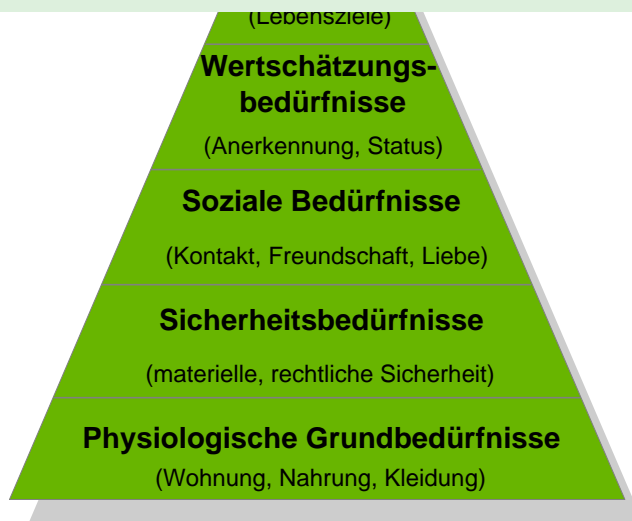 (Lebensziele)
Wertschätzungs-
bedürfnisse
(Anerkennung, Status)
Soziale Bedürfnisse
(Kontakt, Freundschaft, Liebe)
Sicherheitsbedürfnisse
(materielle, rechtliche Sicherheit)
Physiologische Grundbedürfnisse
(Wohnung, Nahrung, Kleidung)